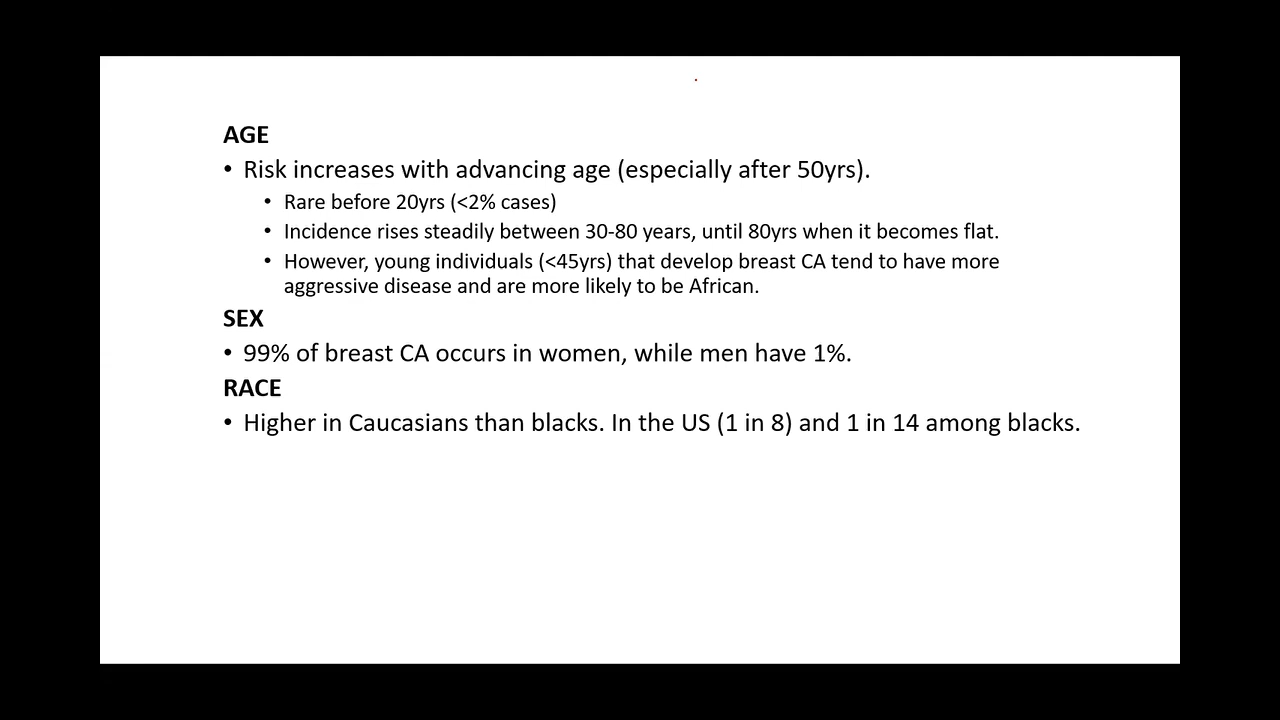 AGE
• Risk increases with advancing age (especially after 50yrs).
• Rare before 20yrs (<2% cases)
• Incidence rises steadily between 30-80 years, until 80yrs when it becomes flat.
• However, young individuals (<45yrs) that develop breast CA tend to have more
aggressive disease and are more likely to be African.
SEX
• 99% of breast CA occurs in women, while men have 1%.
RACE
• Higher in Caucasians than blacks. In the US (1 in 8) and 1 in 14 among blacks.